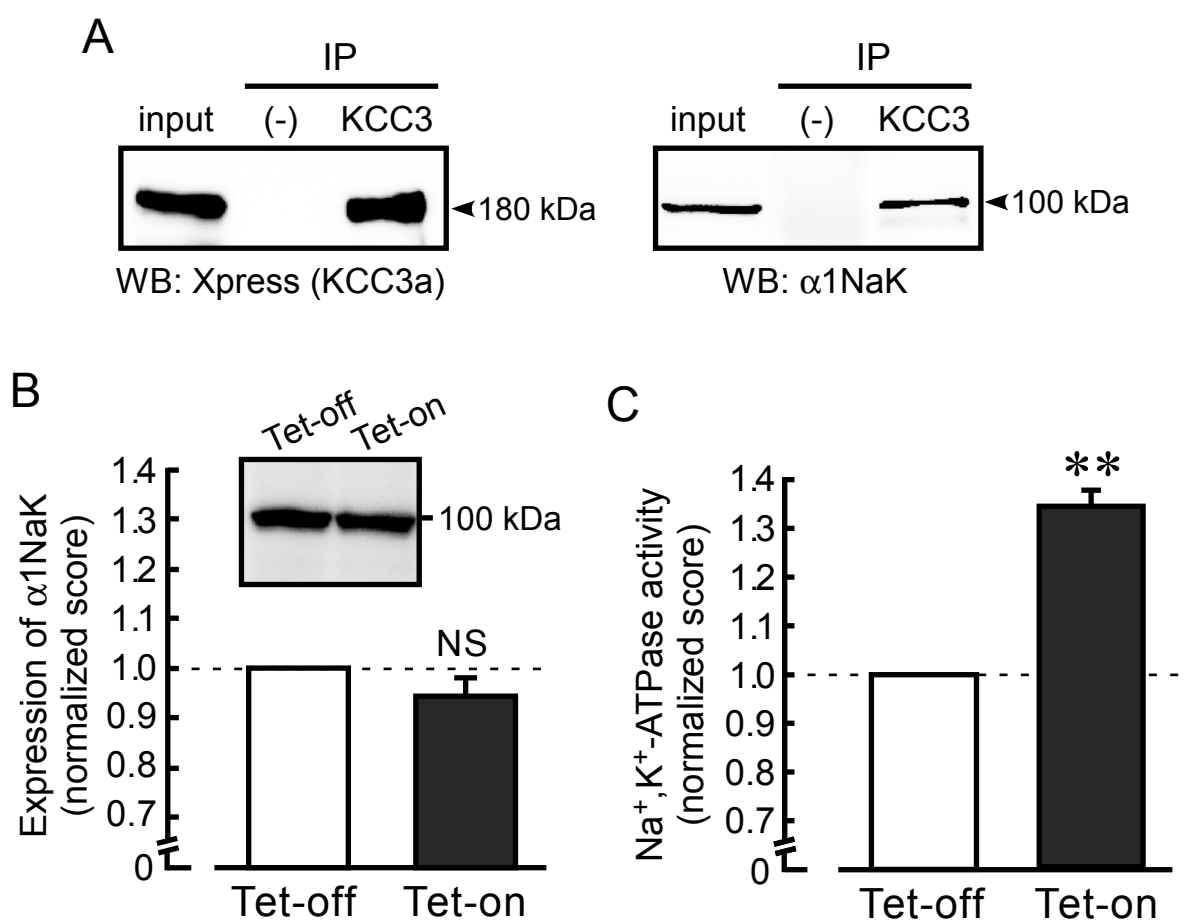 A
IP
input (-) KCC3
180 kDa
WB: Xpress (KCC3a)
IP
input (-) KCC3
100 kDa
WB: α1NaK
B
Expression of α1NaK
(normalized score)
1.4
1.3
1.2
1.1
1.0
0.9
0.8
0.7
0
Tet-off Tet-on
100 kDa
NS
Tet-off Tet-on
C
Na⁺,K⁺-ATPase activity
(normalized score)
1.4
1.3
1.2
1.1
1.0
0.9
0.8
0.7
0
**
Tet-off Tet-on